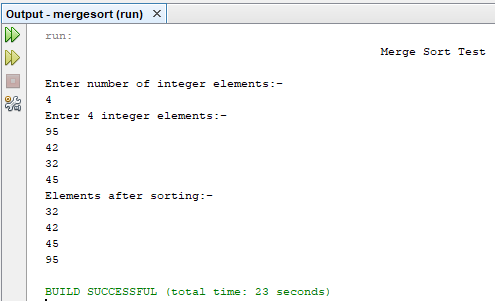 Output - mergesort (run)
run:
Merge Sort Test
Enter number of integer elements:-
4
Enter 4 integer elements:-
95
42
32
45
Elements after sorting:-
32
42
45
95
BUILD SUCCESSFUL (total time: 23 seconds)